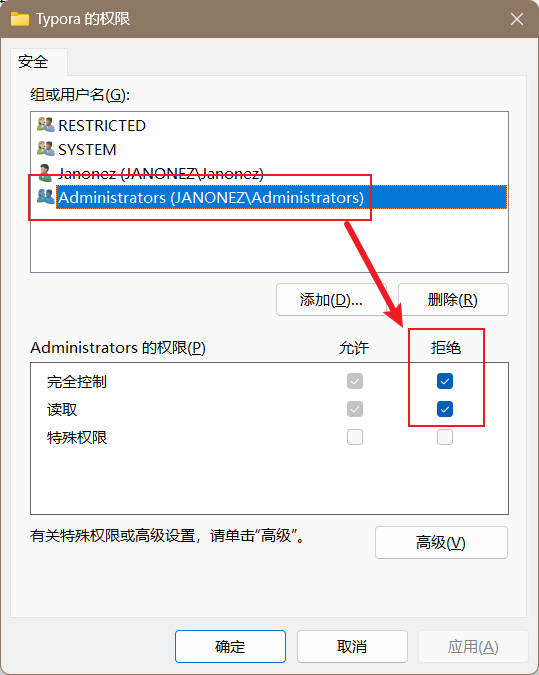 Typora 的权限
安全
组或用户名(G):
RESTRICTED
SYSTEM
Janonez (JANONEZ\Janonez)
Administrators (JANONEZ\Administrators)
添加(D)...
删除(R)
Administrators 的权限(P)
允许
拒绝
完全控制
读取
特殊权限
有关特殊权限或高级设置，请单击“高级”。
高级(V)
确定
取消
应用(A)